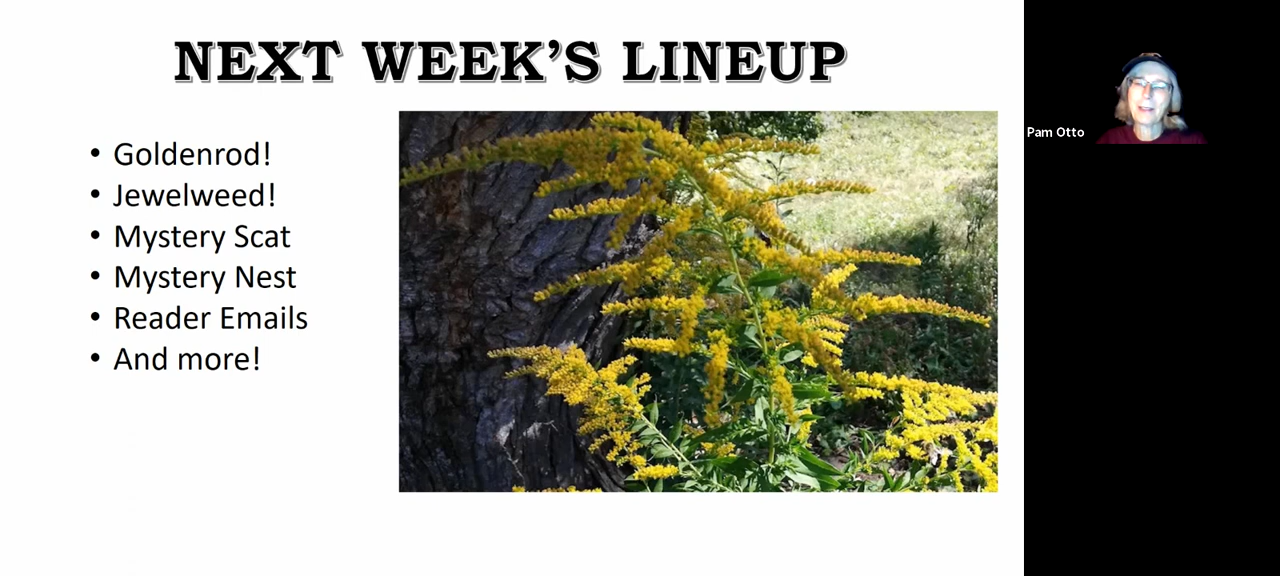 NEXT WEEK’S LINEUP
• Goldenrod!
• Jewelweed!
• Mystery Scat
• Mystery Nest
• Reader Emails
• And more!
Pam Otto